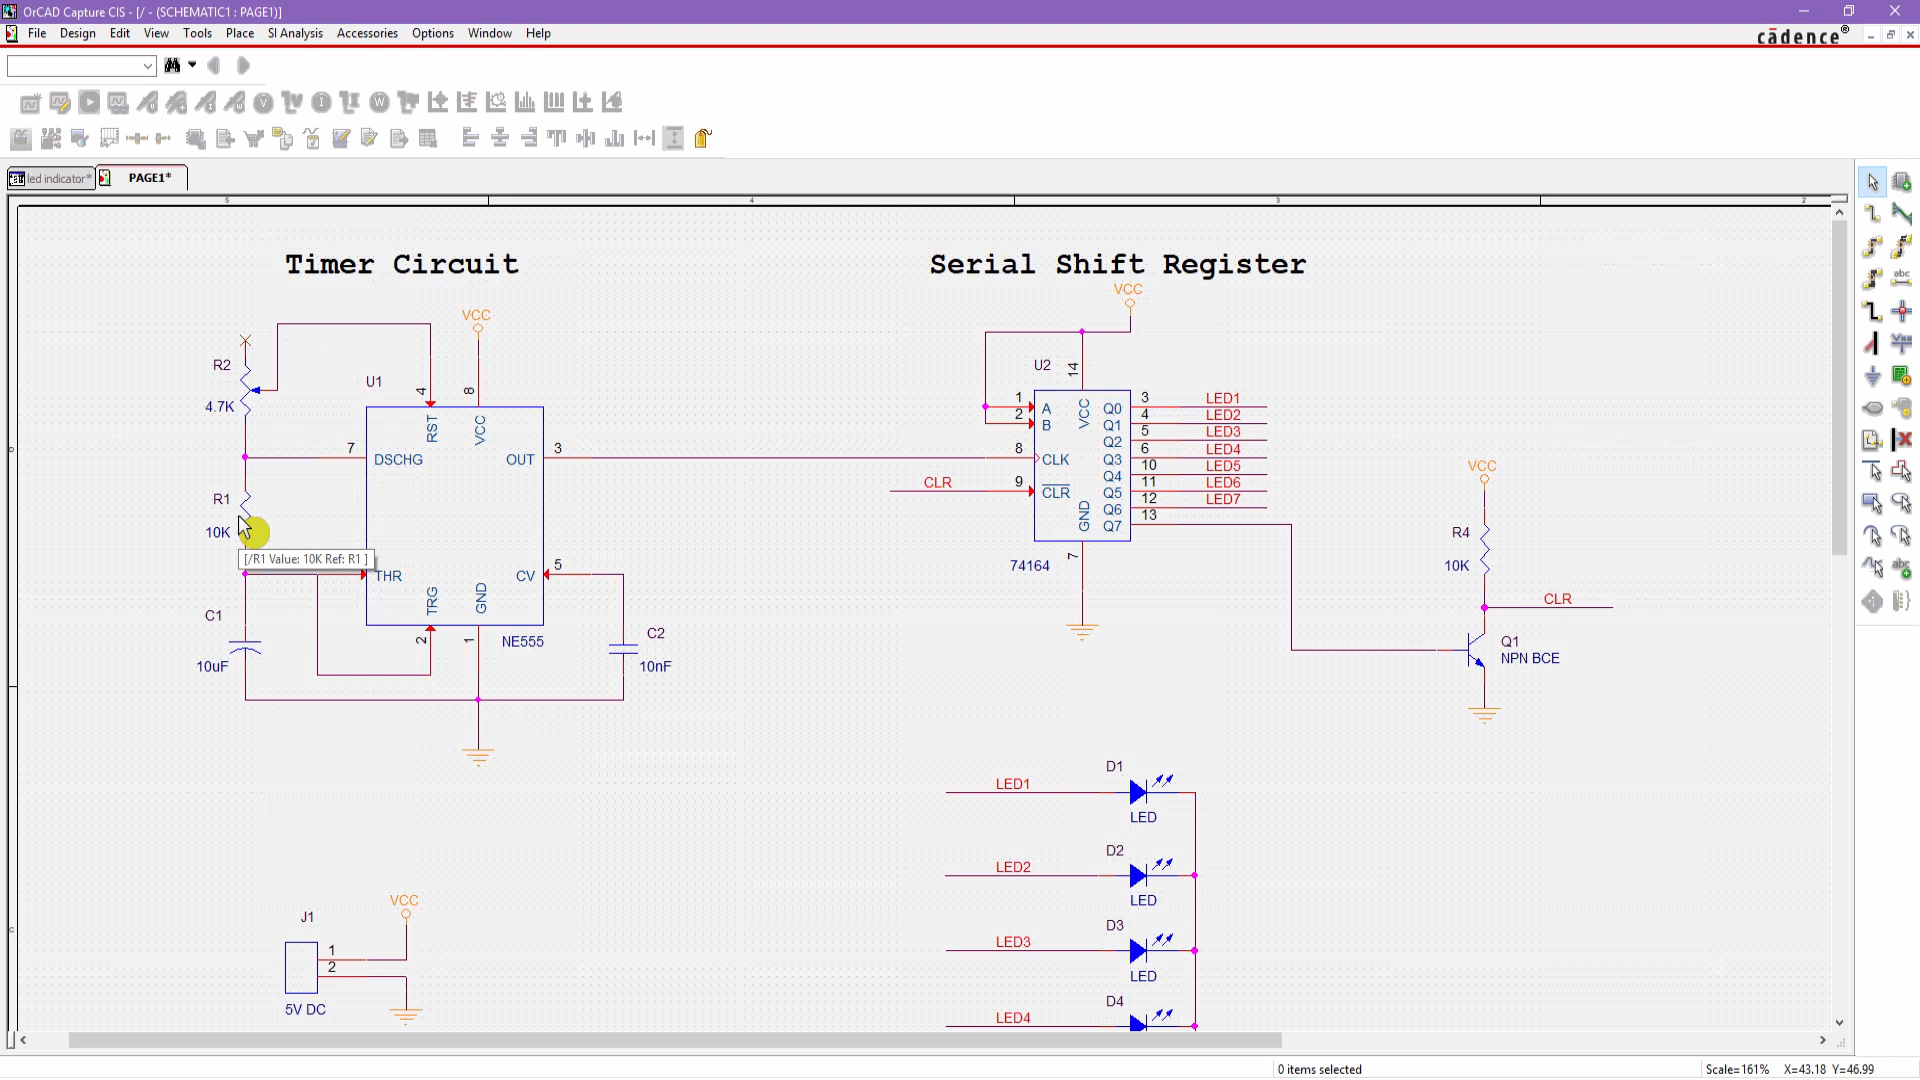 OrCAD Capture CIS - [/ - (SCHEMATIC1 : PAGE1)]
File Design Edit View Tools Place SI Analysis Accessories Options Window Help
cādence®
led indicator*
PAGE1*
5
4
3
2
Timer Circuit
Serial Shift Register
VCC
VCC
R2
4.7K
U1
4
8
RST
VCC
7
DSCHG
OUT
3
R1
10K
[/R1 Value: 10K Ref: R1 ]
THR
CV
5
TRG
GND
2
1
NE555
C1
10uF
C2
10nF
U2
14
1
2
A
B
VCC
8
CLK
CLR
9
CLR
GND
7
74164
Q0 3 LED1
Q1 4 LED2
Q2 5 LED3
Q3 6 LED4
Q4 10 LED5
Q5 11 LED6
Q6 12 LED7
Q7 13
VCC
R4
10K
CLR
Q1
NPN BCE
D1
LED1
LED
D2
LED2
LED
D3
LED3
LED
D4
LED4
VCC
J1
1
2
5V DC
0 items selected
Scale=161% X=43.18 Y=46.99